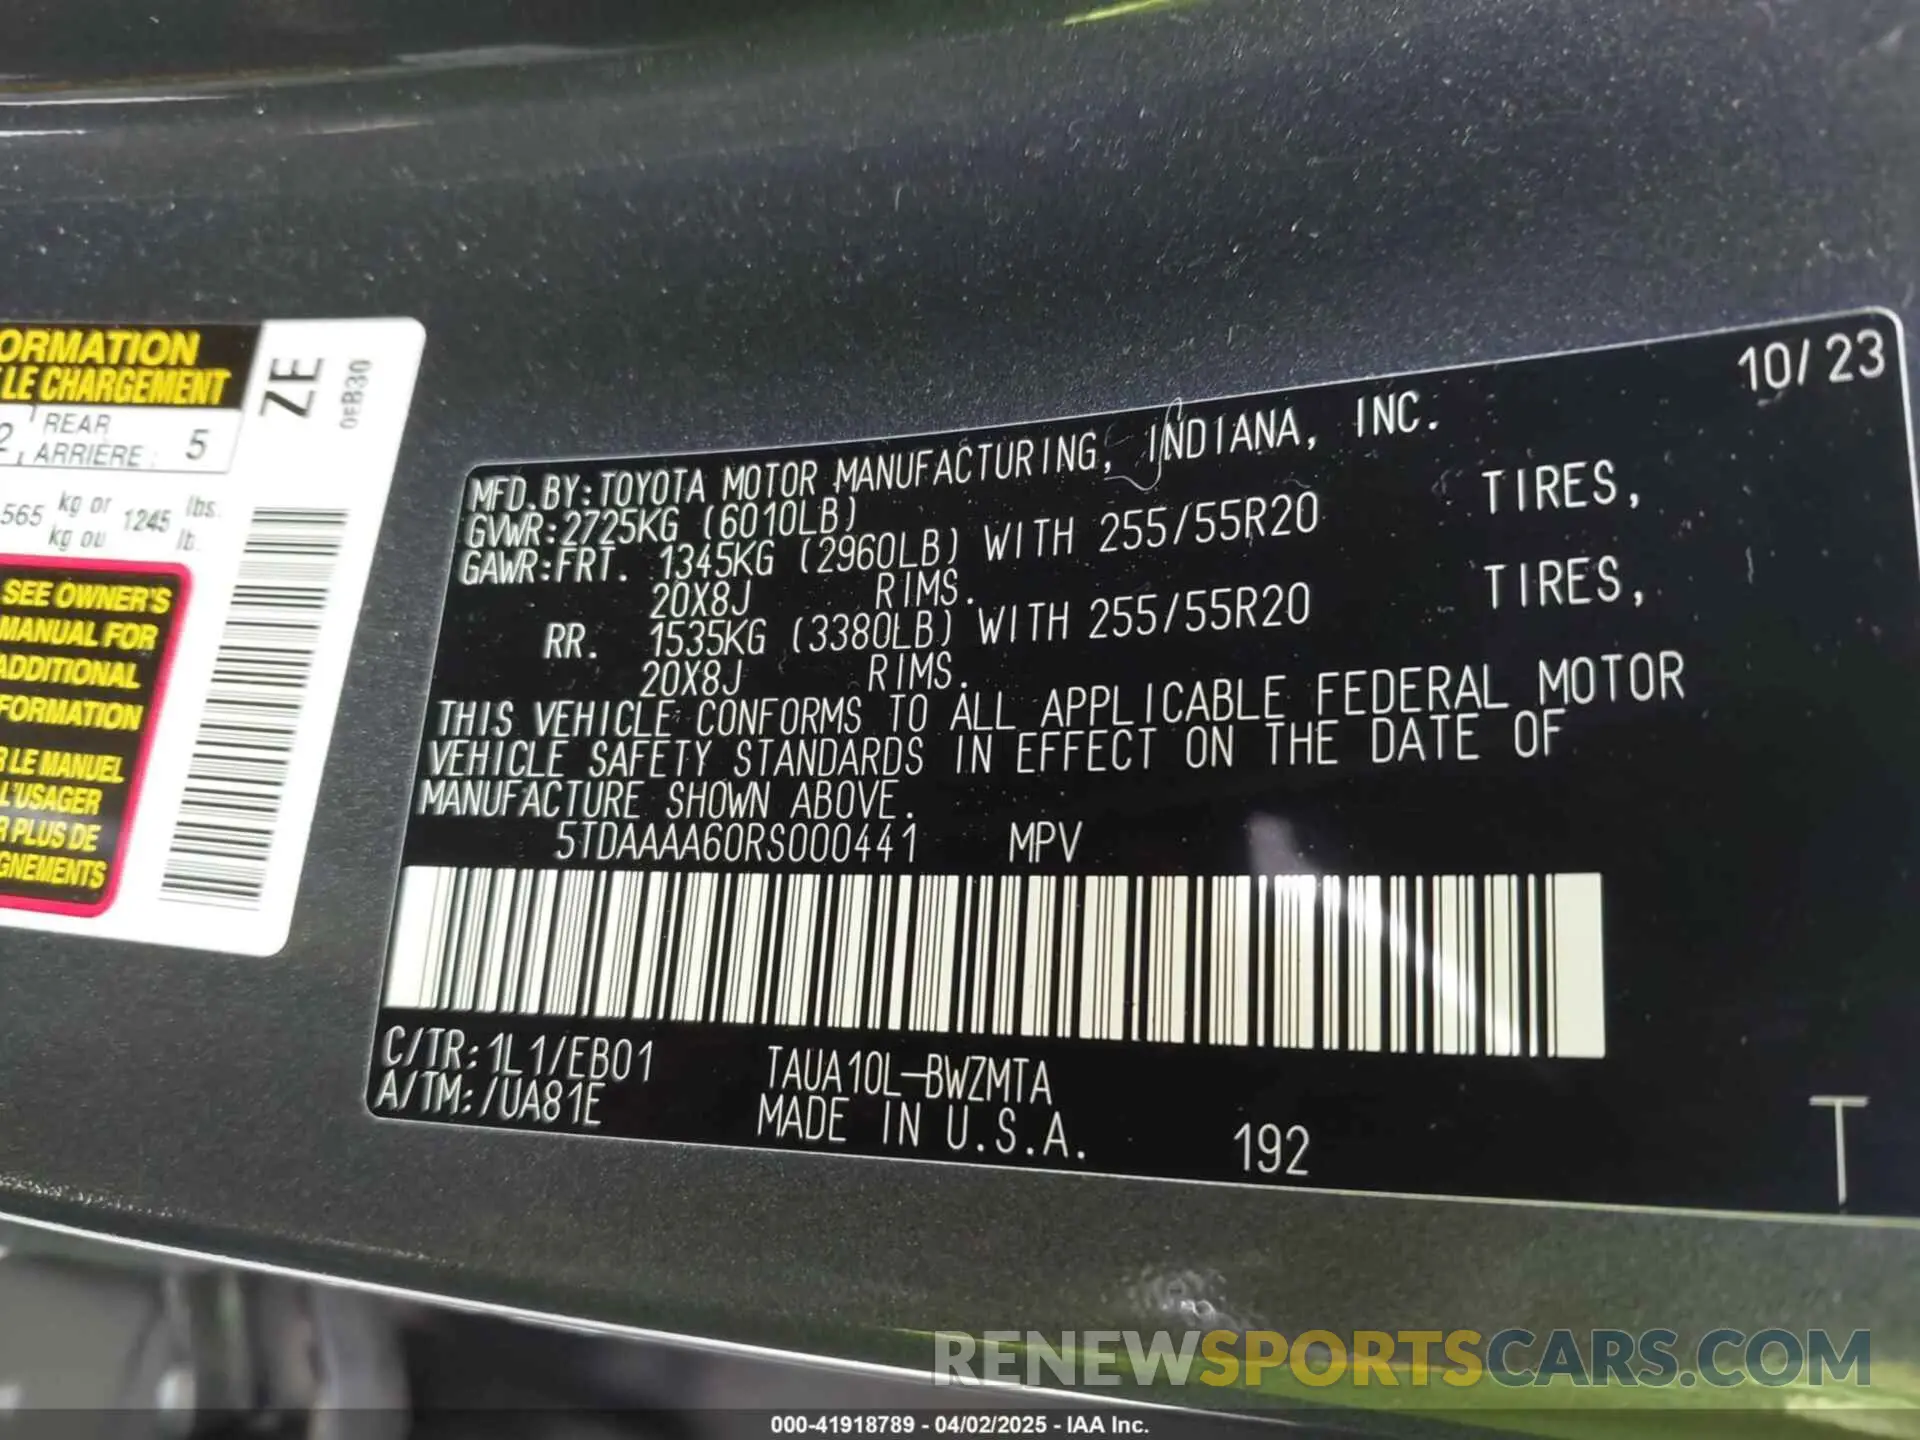 ORMATION
LE CHARGEMENT
2, REAR
ARRIÈRE : 5
565 kg or 1245 lbs.
kg ou lb.
SEE OWNER'S
MANUAL FOR
ADDITIONAL
FORMATION
R LE MANUEL
L'USAGER
R PLUS DE
GNEMENTS
ZE
0EB30
10/23
MFD.BY:TOYOTA MOTOR MANUFACTURING, INDIANA, INC.
GVWR:2725KG (6010LB)
GAWR:FRT. 1345KG (2960LB) WITH 255/55R20 TIRES,
20X8J RIMS.
RR. 1535KG (3380LB) WITH 255/55R20 TIRES,
20X8J RIMS.
THIS VEHICLE CONFORMS TO ALL APPLICABLE FEDERAL MOTOR
VEHICLE SAFETY STANDARDS IN EFFECT ON THE DATE OF
MANUFACTURE SHOWN ABOVE.
5TDAAAA60RS000441 MPV
C/TR:1L1/EB01 TAUA10L-BWZMTA
A/TM:/UA81E MADE IN U.S.A. 192
T
RENEWSPORTSCARS.COM
000-41918789 - 04/02/2025 - IAA Inc.